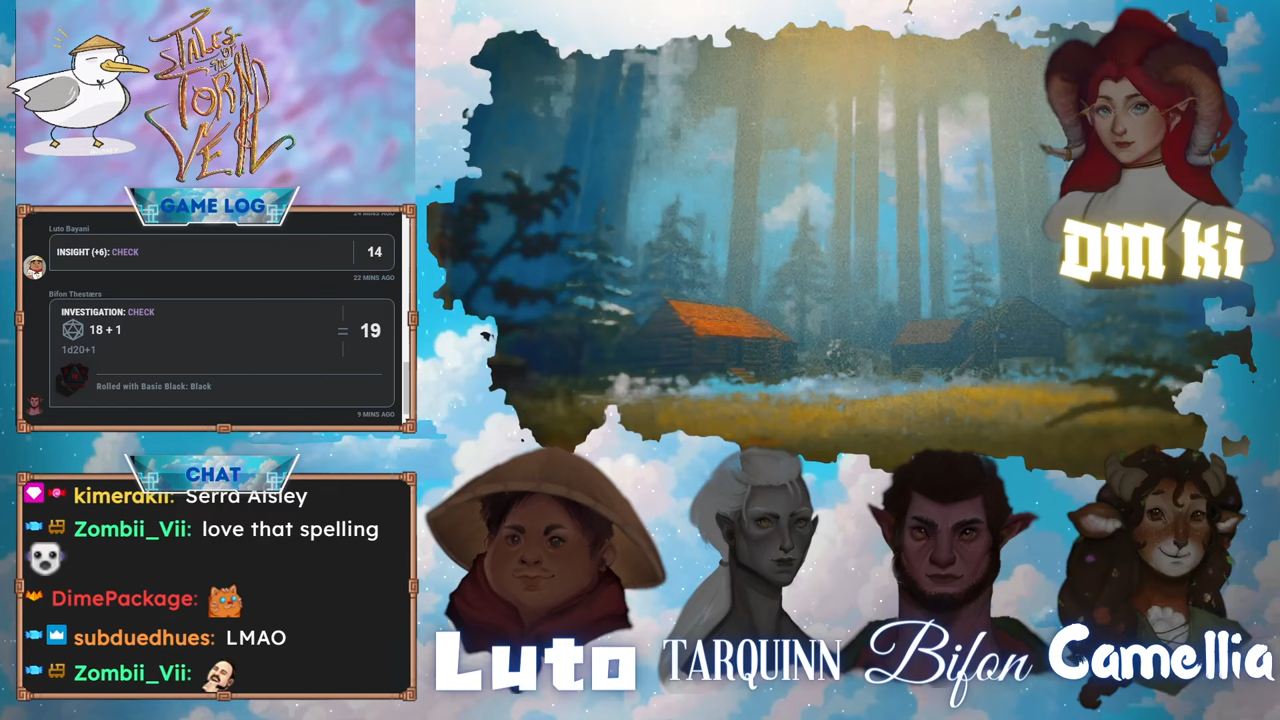 TALES
OF THE
TORN
VEIL
GAME LOG
24 MINS AGO
Luto Bayani
INSIGHT (+6): CHECK
14
22 MINS AGO
Bifon Thestærs
INVESTIGATION: CHECK
18 + 1
= 19
1d20+1
Rolled with Basic Black: Black
9 MINS AGO
CHAT
kimerakii: Serra Aisley
Zombii_Vii: love that spelling
DimePackage:
subduedhues: LMAO
Zombii_Vii:
DM Ki
Luto
TARQUINN
Bifon
Camellia